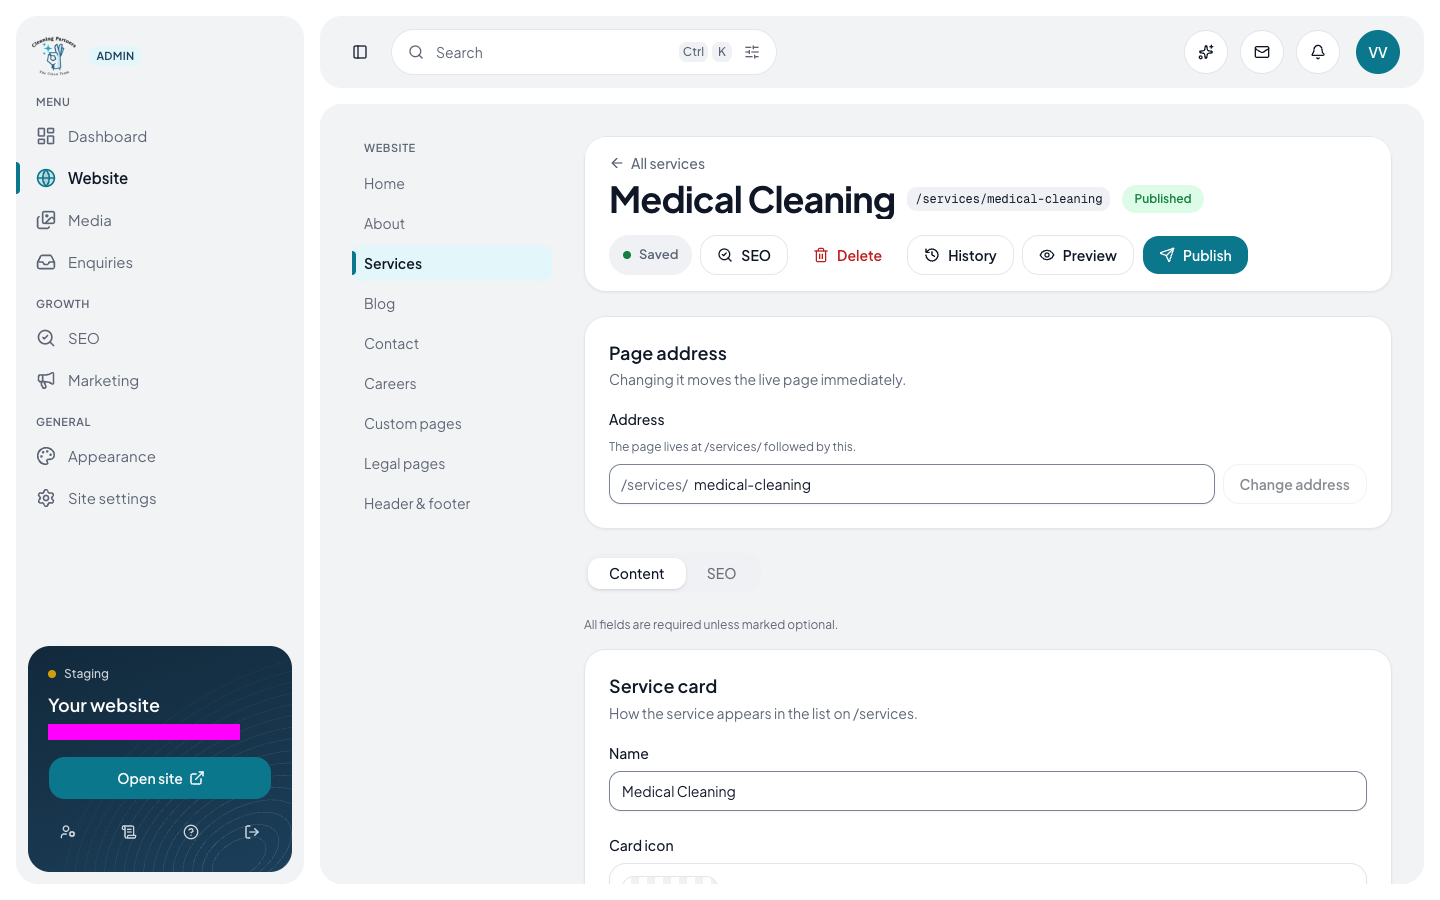 Cleaning Partners
ADMIN
MENU
Dashboard
Website
Media
Enquiries
GROWTH
SEO
Marketing
GENERAL
Appearance
Site settings
Staging
Your website
Open site
Search
Ctrl K
VV
WEBSITE
Home
About
Services
Blog
Contact
Careers
Custom pages
Legal pages
Header & footer
All services
Medical Cleaning /services/medical-cleaning Published
Saved SEO Delete History Preview Publish
Page address
Changing it moves the live page immediately.
Address
The page lives at /services/ followed by this.
/services/ medical-cleaning Change address
Content SEO
All fields are required unless marked optional.
Service card
How the service appears in the list on /services.
Name
Medical Cleaning
Card icon